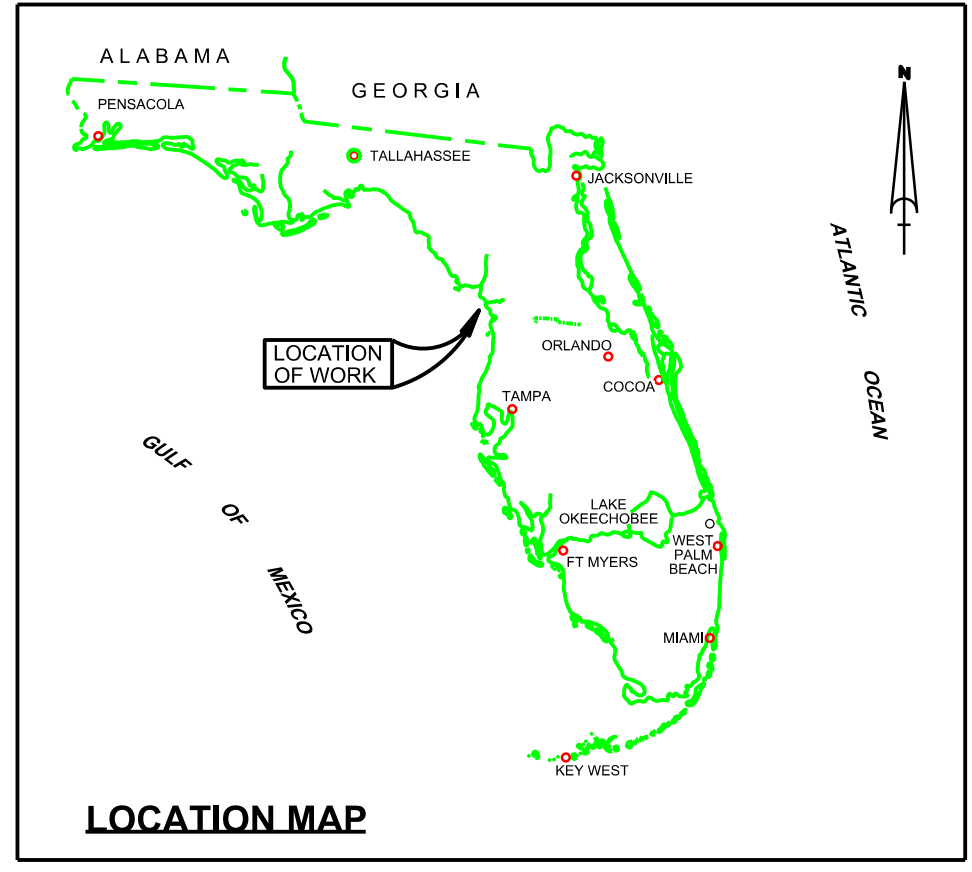 ALABAMA
GEORGIA
N
PENSACOLA
TALLAHASSEE
JACKSONVILLE
ATLANTIC
OCEAN
LOCATION
OF WORK
ORLANDO
COCOA
TAMPA
GULF
OF
MEXICO
LAKE
OKEECHOBEE
WEST
PALM
BEACH
FT MYERS
MIAMI
KEY WEST
LOCATION MAP